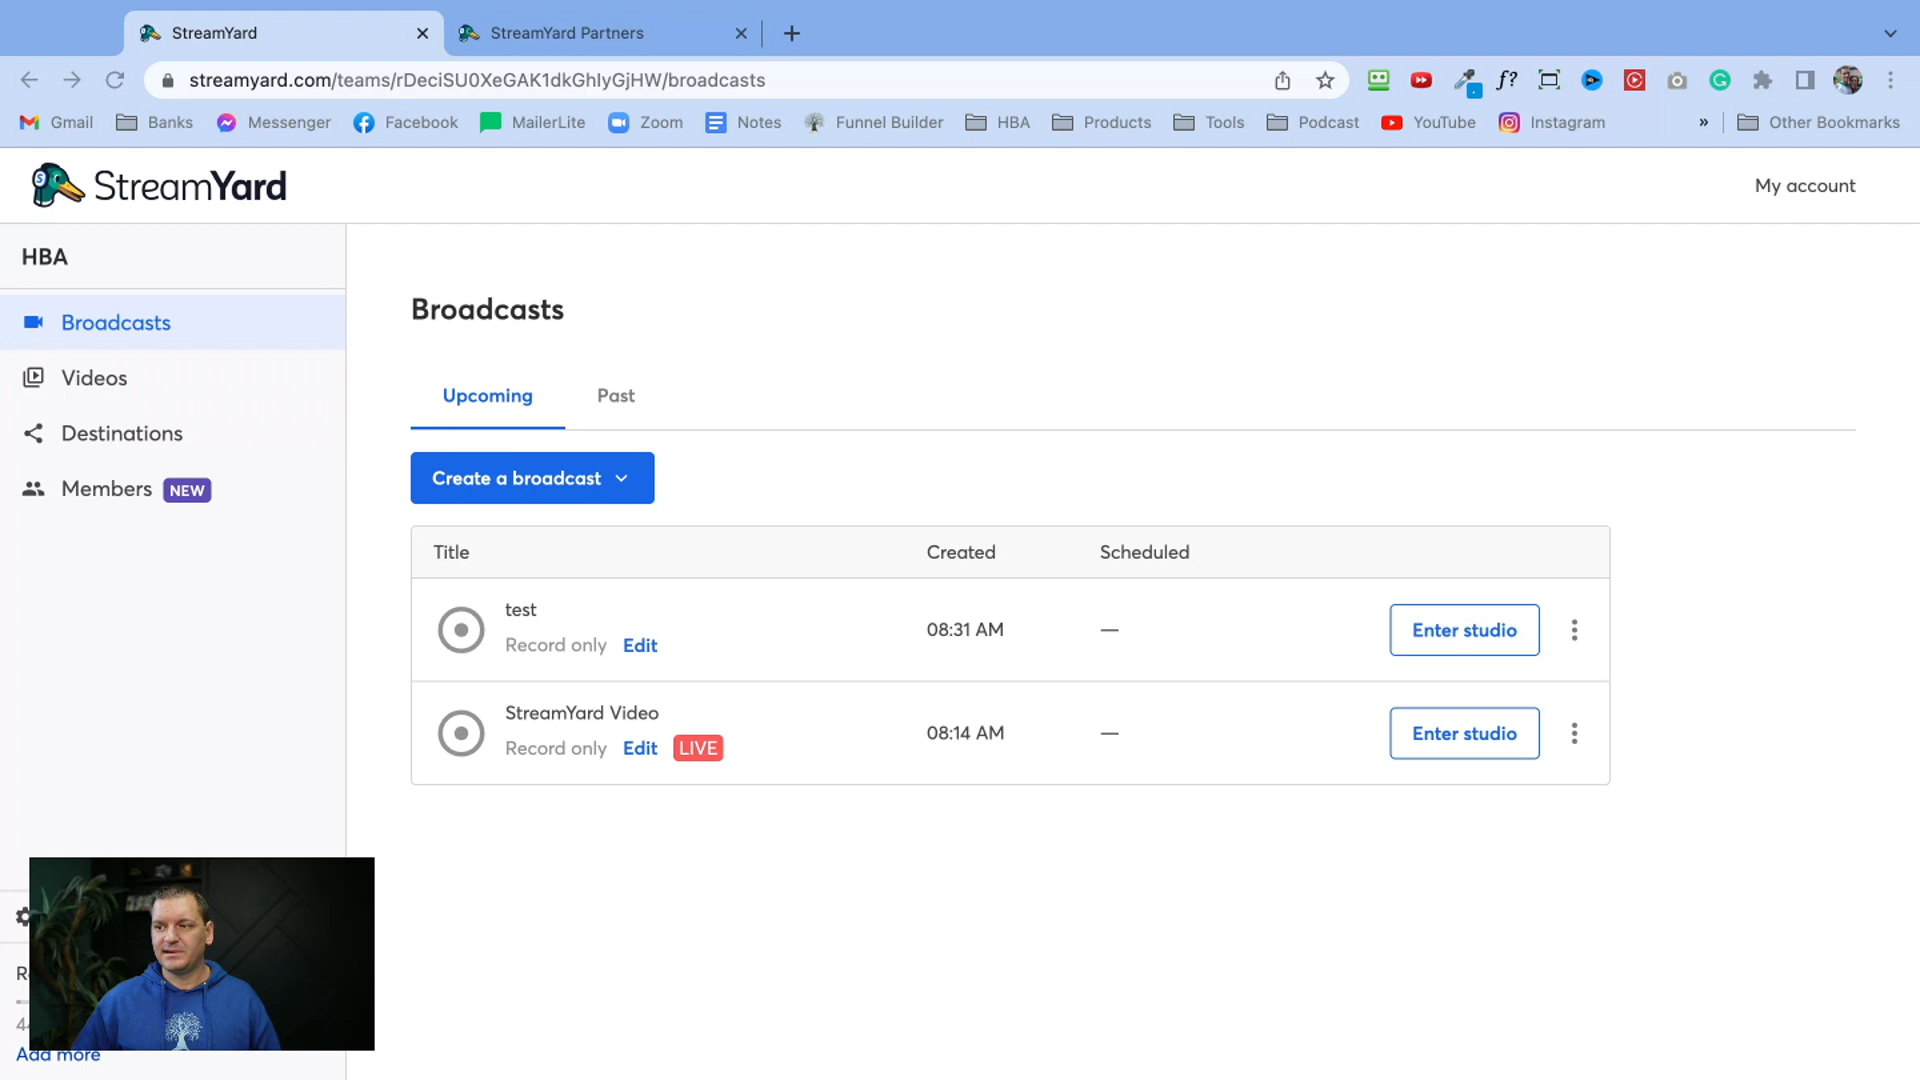 StreamYard
StreamYard Partners
streamyard.com/teams/rDeciSU0XeGAK1dkGhIyGjHW/broadcasts
f?
Gmail
Banks
Messenger
Facebook
MailerLite
Zoom
Notes
Funnel Builder
HBA
Products
Tools
Podcast
YouTube
Instagram
»
Other Bookmarks
StreamYard
My account
HBA
Broadcasts
Videos
Destinations
Members NEW
Broadcasts
Upcoming
Past
Create a broadcast
Title Created Scheduled
test
Record only Edit
08:31 AM —
Enter studio
StreamYard Video
Record only Edit LIVE
08:14 AM —
Enter studio
Add more